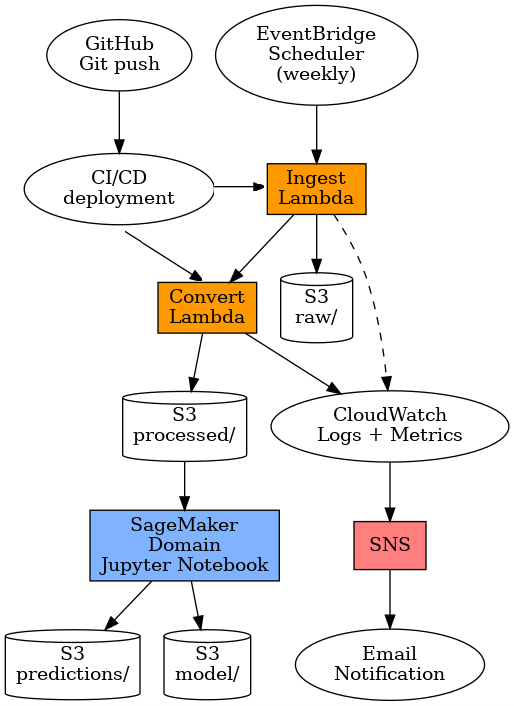 GitHub
Git push
EventBridge
Scheduler
(weekly)
CI/CD
deployment
Ingest
Lambda
Convert
Lambda
S3
raw/
S3
processed/
CloudWatch
Logs + Metrics
SageMaker
Domain
Jupyter Notebook
SNS
S3
predictions/
S3
model/
Email
Notification